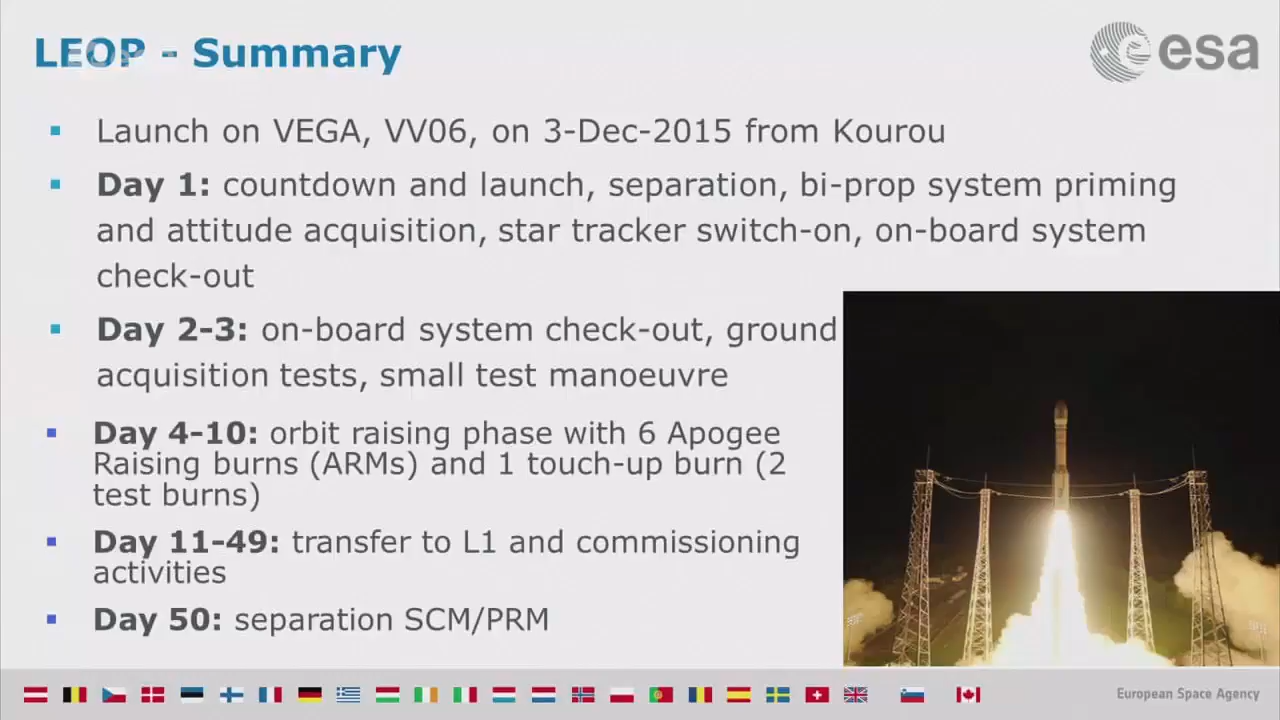 LEOP - Summary
esa
Launch on VEGA, VV06, on 3-Dec-2015 from Kourou
Day 1: countdown and launch, separation, bi-prop system priming
and attitude acquisition, star tracker switch-on, on-board system
check-out
Day 2-3: on-board system check-out, ground
acquisition tests, small test manoeuvre
Day 4-10: orbit raising phase with 6 Apogee
Raising burns (ARMs) and 1 touch-up burn (2
test burns)
Day 11-49: transfer to L1 and commissioning
activities
Day 50: separation SCM/PRM
European Space Agency